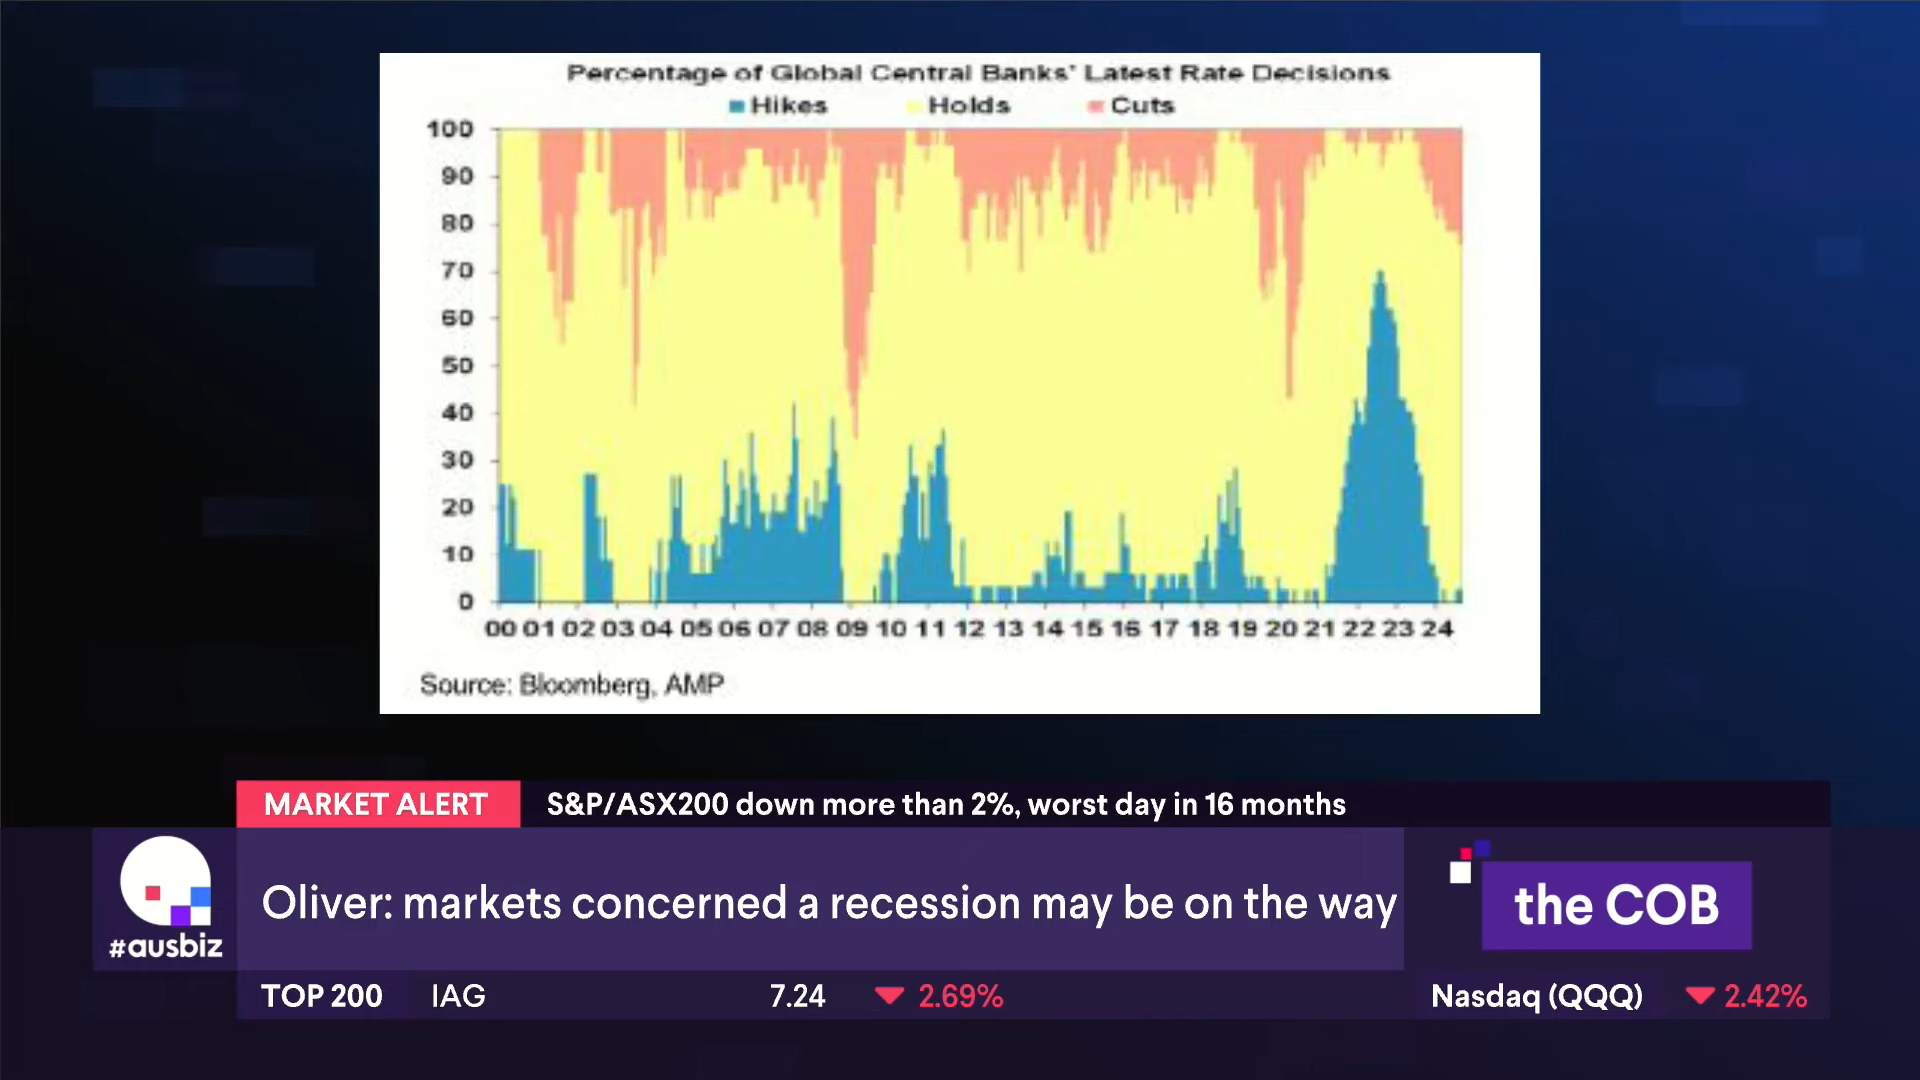 Percentage of Global Central Banks' Latest Rate Decisions
Hikes Holds Cuts
100
90
80
70
60
50
40
30
20
10
0
00 01 02 03 04 05 06 07 08 09 10 11 12 13 14 15 16 17 18 19 20 21 22 23 24
Source: Bloomberg, AMP
MARKET ALERT S&P/ASX200 down more than 2%, worst day in 16 months
Oliver: markets concerned a recession may be on the way
the COB
#ausbiz
TOP 200 IAG 7.24 2.69% Nasdaq (QQQ) 2.42%